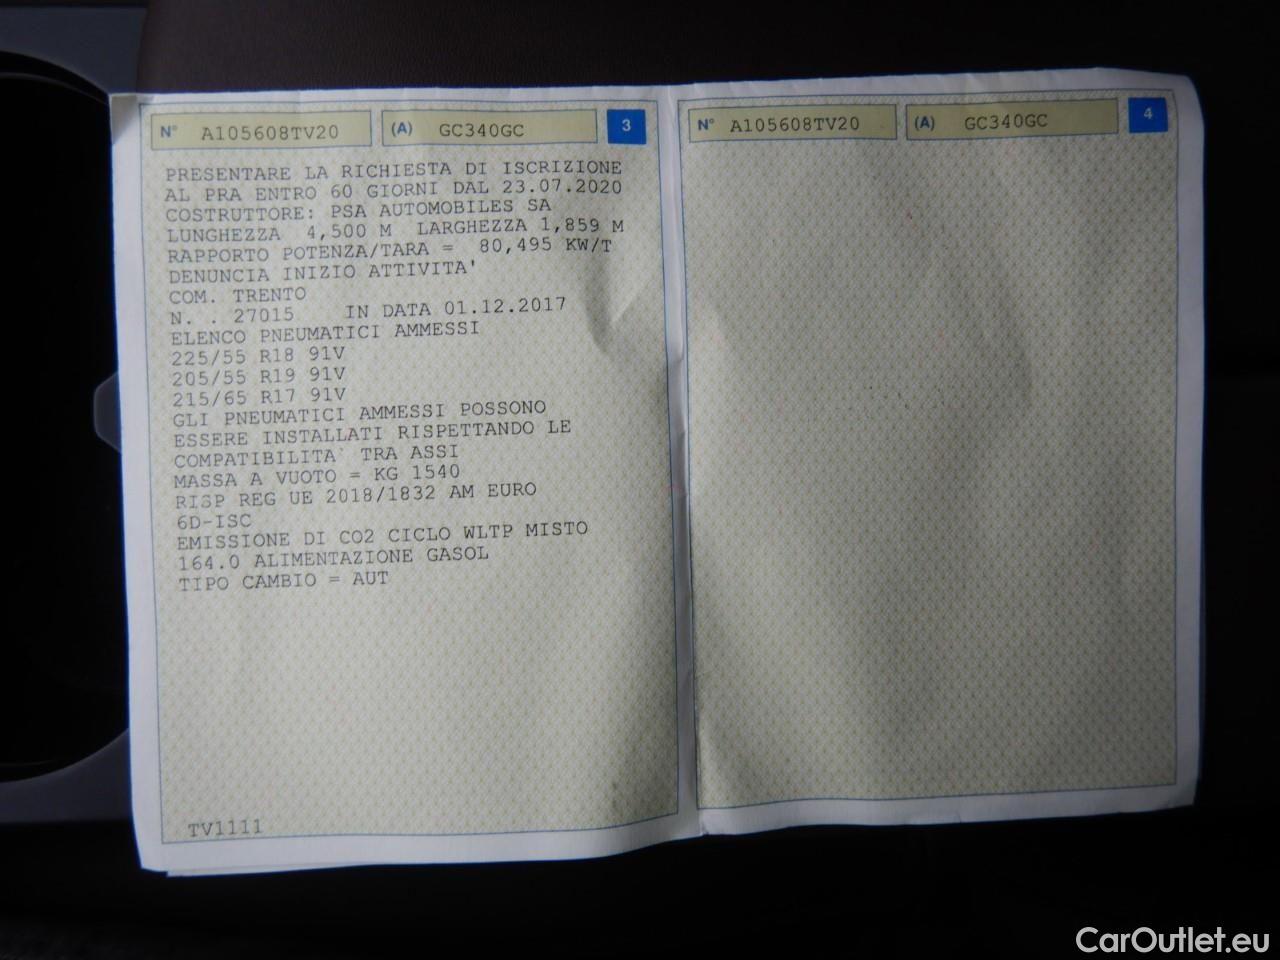 N° A105608TV20 (A) GC340GC 3
PRESENTARE LA RICHIESTA DI ISCRIZIONE
AL PRA ENTRO 60 GIORNI DAL 23.07.2020
COSTRUTTORE: PSA AUTOMOBILES SA
LUNGHEZZA 4,500 M LARGHEZZA 1,859 M
RAPPORTO POTENZA/TARA = 80,495 KW/T
DENUNCIA INIZIO ATTIVITA'
COM. TRENTO
N. . 27015 IN DATA 01.12.2017
ELENCO PNEUMATICI AMMESSI
225/55 R18 91V
205/55 R19 91V
215/65 R17 91V
GLI PNEUMATICI AMMESSI POSSONO
ESSERE INSTALLATI RISPETTANDO LE
COMPATIBILITA` TRA ASSI
MASSA A VUOTO = KG 1540
RISP REG UE 2018/1832 AM EURO
6D-ISC
EMISSIONE DI CO2 CICLO WLTP MISTO
164.0 ALIMENTAZIONE GASOL
TIPO CAMBIO = AUT
TV1111
N° A105608TV20 (A) GC340GC 4
CarOutlet.eu